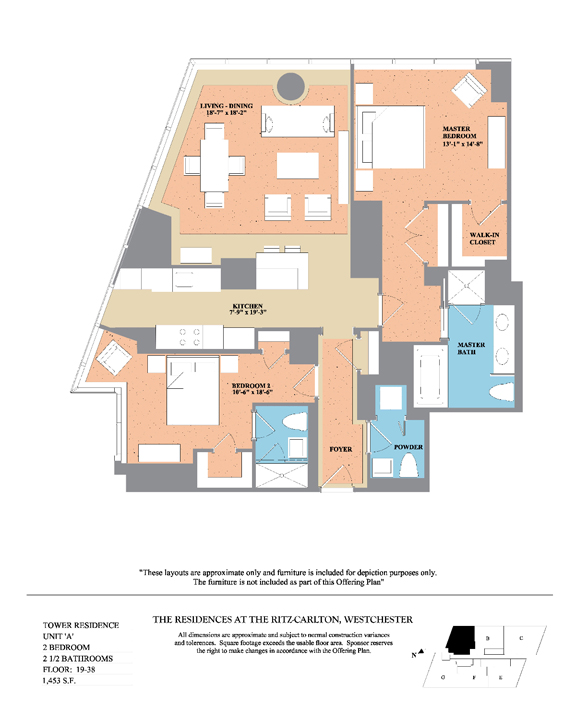 LIVING - DINING
18'-7" x 18'-2"
MASTER
BEDROOM
13'-1" x 14'-8"
WALK-IN
CLOSET
KITCHEN
7'-9" x 19'-3"
MASTER
BATH
BEDROOM 2
10'-6" x 18'-6"
FOYER
POWDER
"These layouts are approximate only and furniture is included for depiction purposes only.
The furniture is not included as part of this Offering Plan"
THE RESIDENCES AT THE RITZ-CARLTON, WESTCHESTER
All dimensions are approximate and subject to normal construction variances
and tolerances. Square footage exceeds the usable floor area. Sponsor reserves
the right to make changes in accordance with the Offering Plan.
TOWER RESIDENCE
UNIT 'A'
2 BEDROOM
2 1/2 BATHROOMS
FLOOR: 19-38
1,453 S.F.
B
C
N
G
F
E